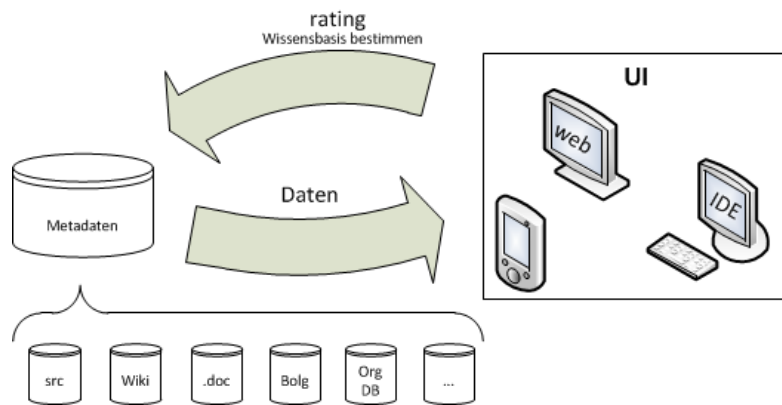 rating
Wissensbasis bestimmen
UI
web
IDE
Daten
Metadaten
src
Wiki
.doc
Bolg
Org
DB
...